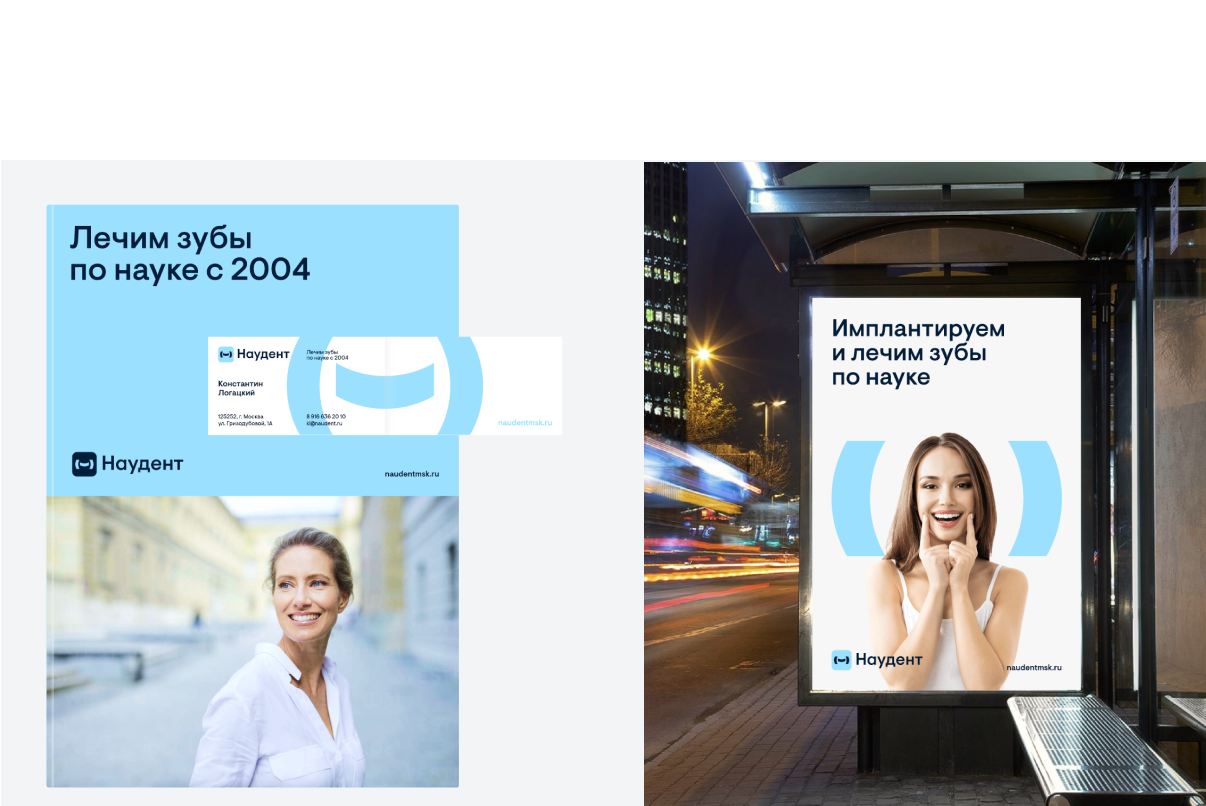 Лечим зубы
по науке с 2004
Наудент
Лечим зубы
по науке с 2004
Константин
Логацкий
125252, г. Москва
ул. Гризодубовой, 1А
8 916 636 20 10
kl@naudent.ru
naudentmsk.ru
Наудент
naudentmsk.ru
Имплантируем
и лечим зубы
по науке
Наудент
naudentmsk.ru